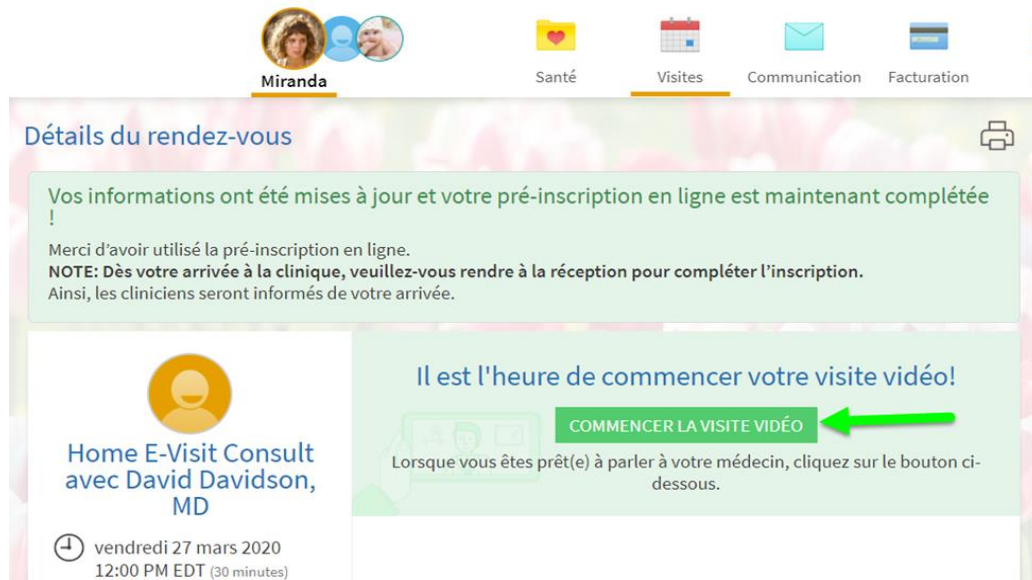 Miranda
Santé
Visites
Communication
Facturation
Détails du rendez-vous
Vos informations ont été mises à jour et votre pré-inscription en ligne est maintenant complétée
!
Merci d'avoir utilisé la pré-inscription en ligne.
NOTE: Dès votre arrivée à la clinique, veuillez-vous rendre à la réception pour compléter l'inscription.
Ainsi, les cliniciens seront informés de votre arrivée.
Home E-Visit Consult
avec David Davidson,
MD
vendredi 27 mars 2020
12:00 PM EDT (30 minutes)
Il est l'heure de commencer votre visite vidéo!
COMMENCER LA VISITE VIDÉO
Lorsque vous êtes prêt(e) à parler à votre médecin, cliquez sur le bouton ci-
dessous.